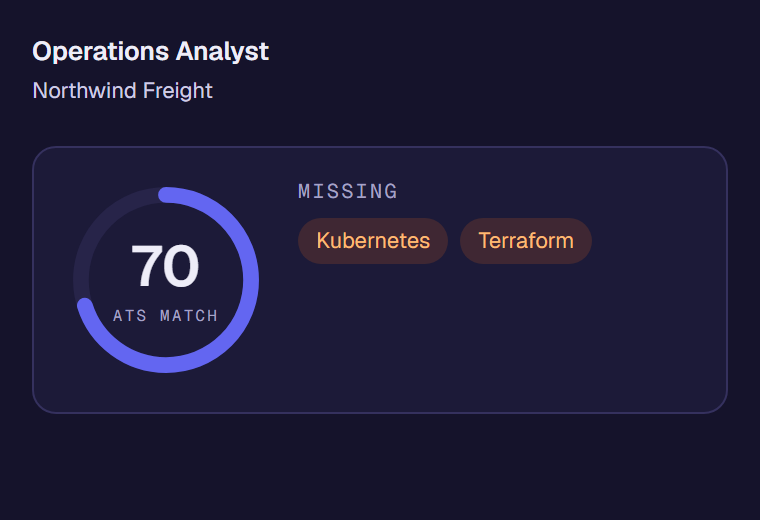 Operations Analyst
Northwind Freight
70
ATS MATCH
MISSING
Kubernetes Terraform